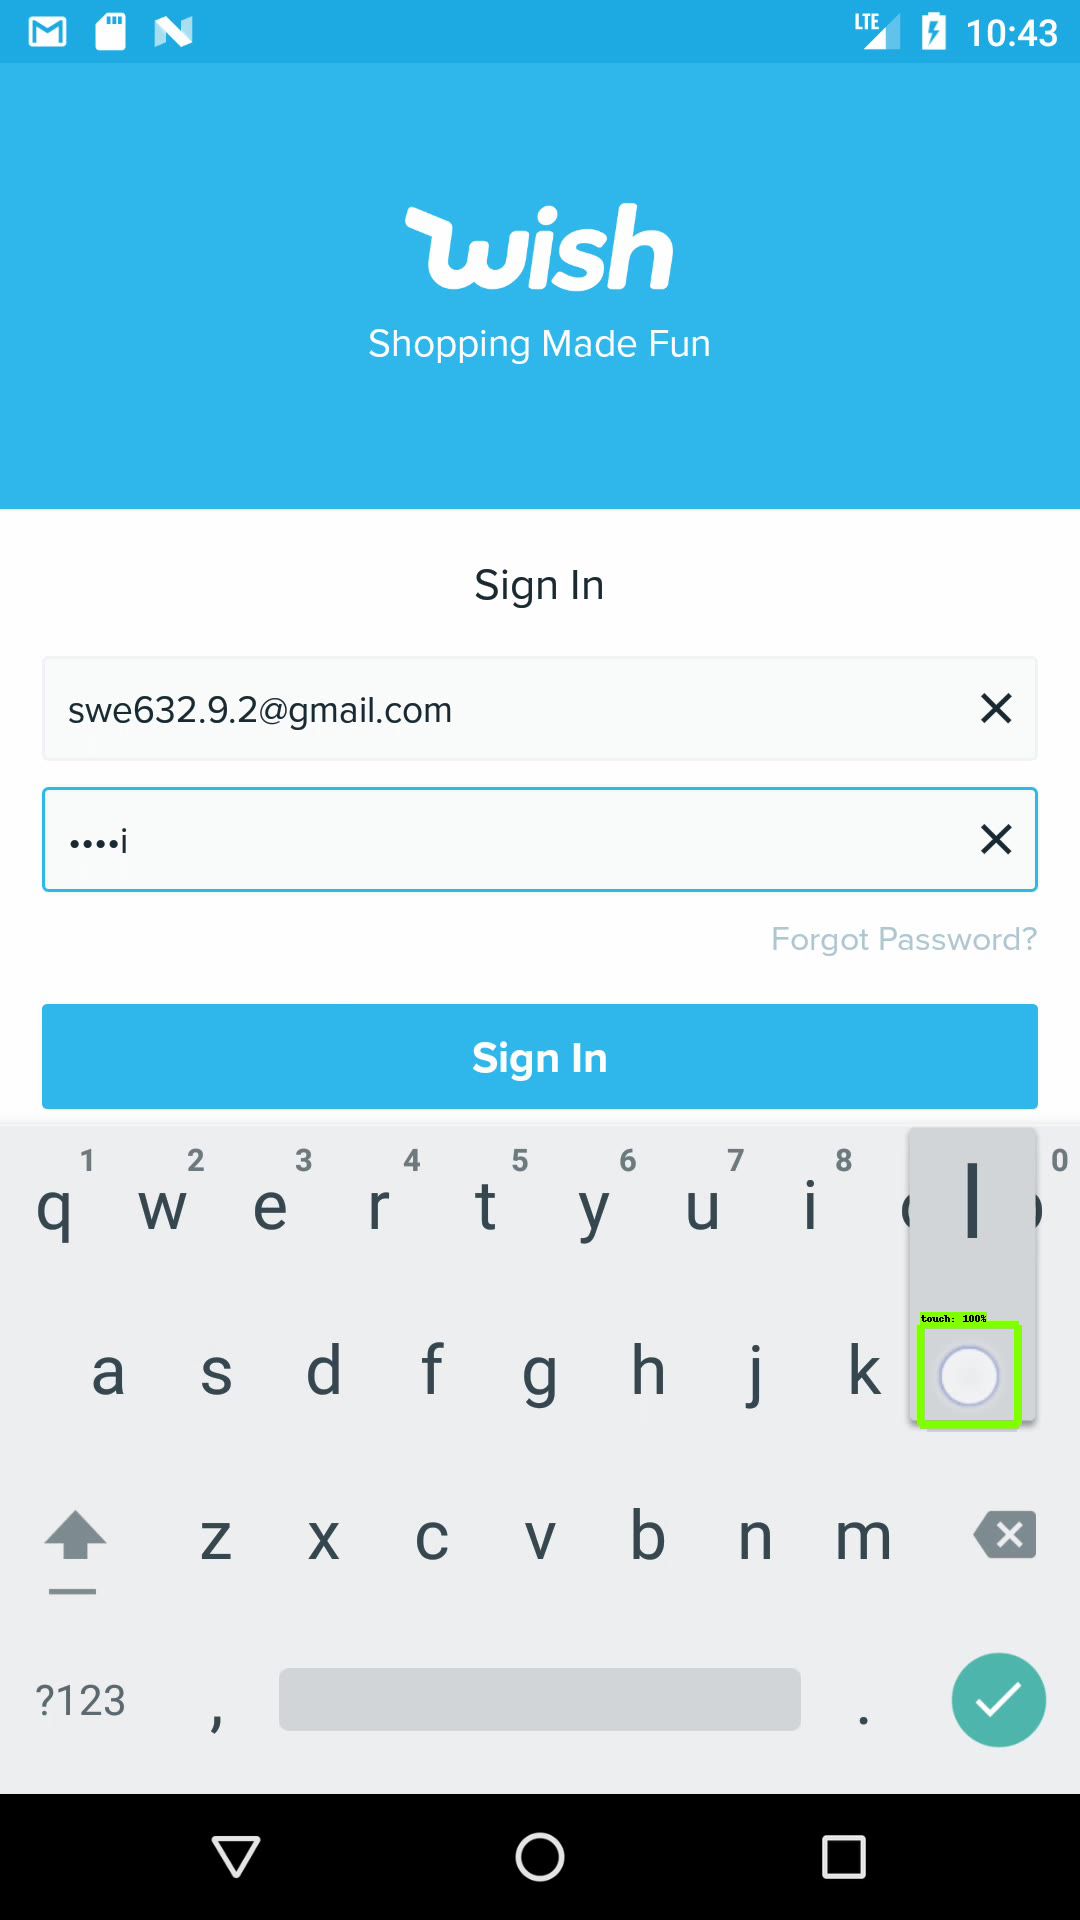 LTE 10:43
wish
Shopping Made Fun
Sign In
swe632.9.2@gmail.com
••••i
Forgot Password?
Sign In
1 2 3 4 5 6 7 8 0
q w e r t y u i l
touch: 100%
a s d f g h j k
z x c v b n m
?123 , .